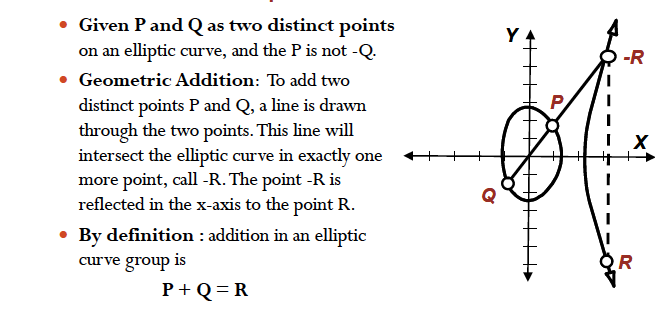 • Given P and Q as two distinct points
on an elliptic curve, and the P is not -Q.
• Geometric Addition: To add two
distinct points P and Q, a line is drawn
through the two points. This line will
intersect the elliptic curve in exactly one
more point, call -R. The point -R is
reflected in the x-axis to the point R.
• By definition : addition in an elliptic
curve group is
P + Q = R
Y
-R
P
X
Q
R